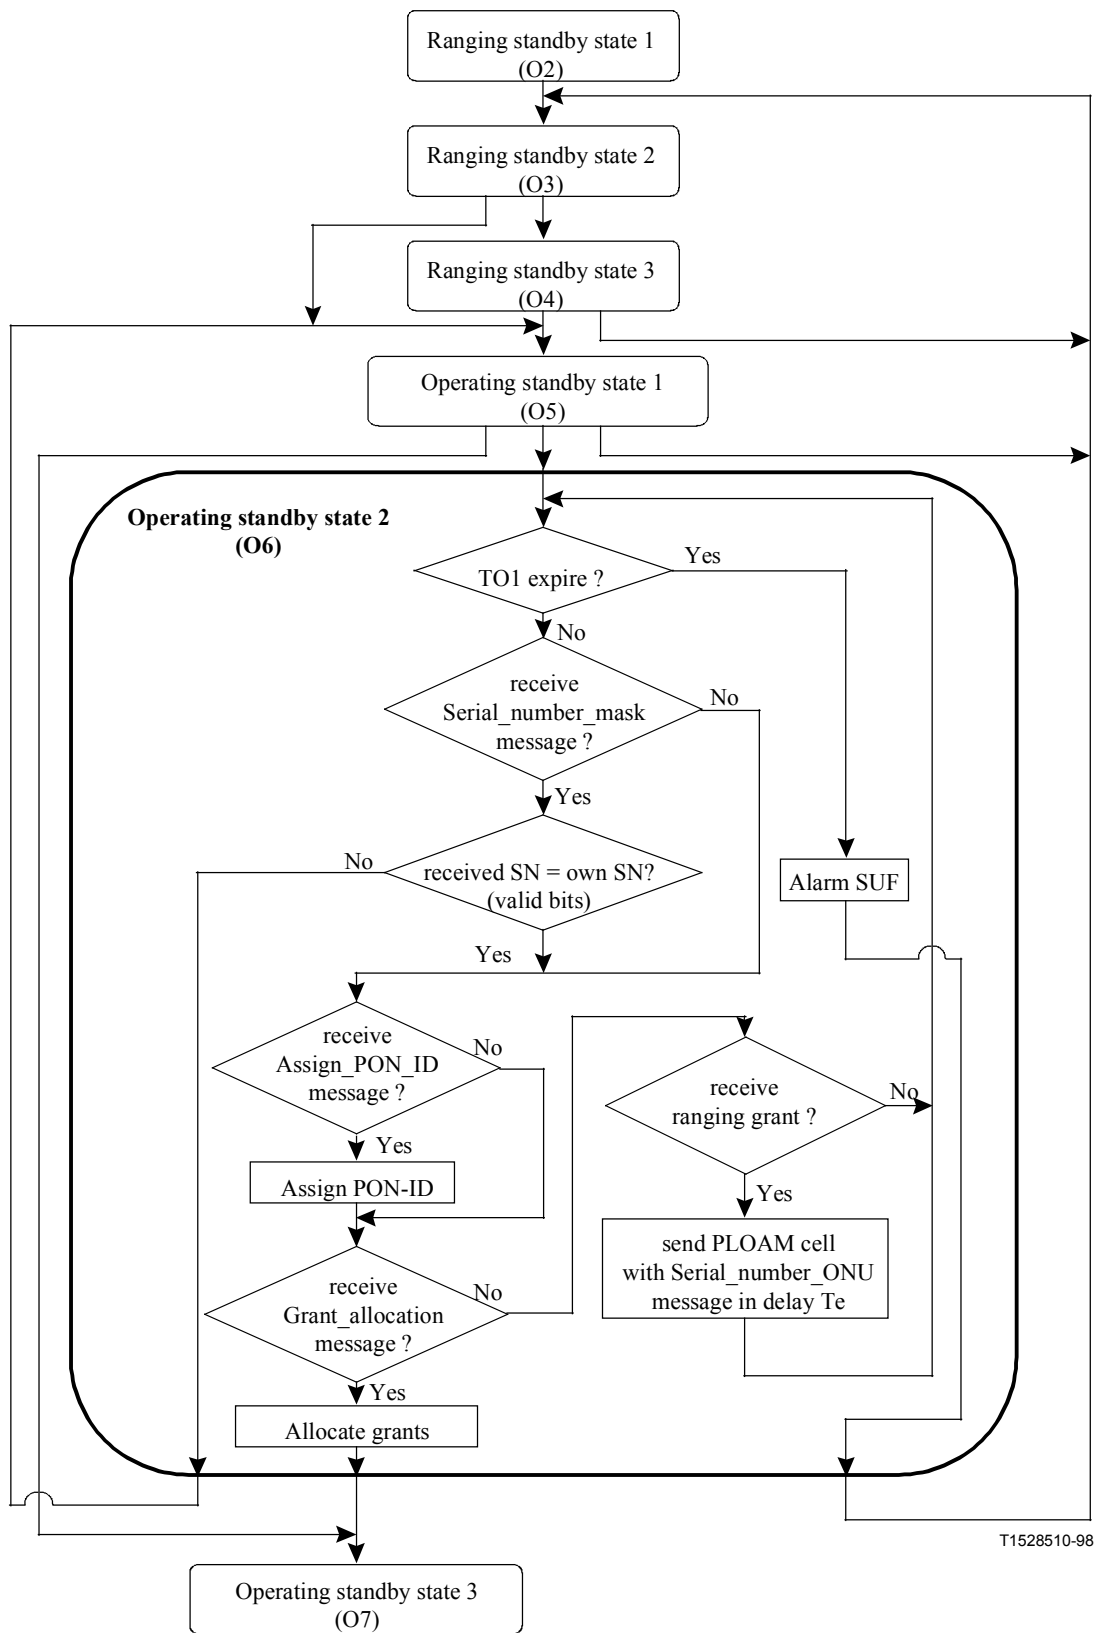 Ranging standby state 1
(O2)
Ranging standby state 2
(O3)
Ranging standby state 3
(O4)
Operating standby state 1
(O5)
Operating standby state 2
(O6)
TO1 expire ?
Yes
No
receive
Serial_number_mask
message ?
No
Yes
received SN = own SN?
(valid bits)
No
Yes
Alarm SUF
receive
Assign_PON_ID
message ?
No
Yes
Assign PON-ID
receive
Grant_allocation
message ?
No
Yes
Allocate grants
receive
ranging grant ?
No
Yes
send PLOAM cell
with Serial_number_ONU
message in delay Te
T1528510-98
Operating standby state 3
(O7)